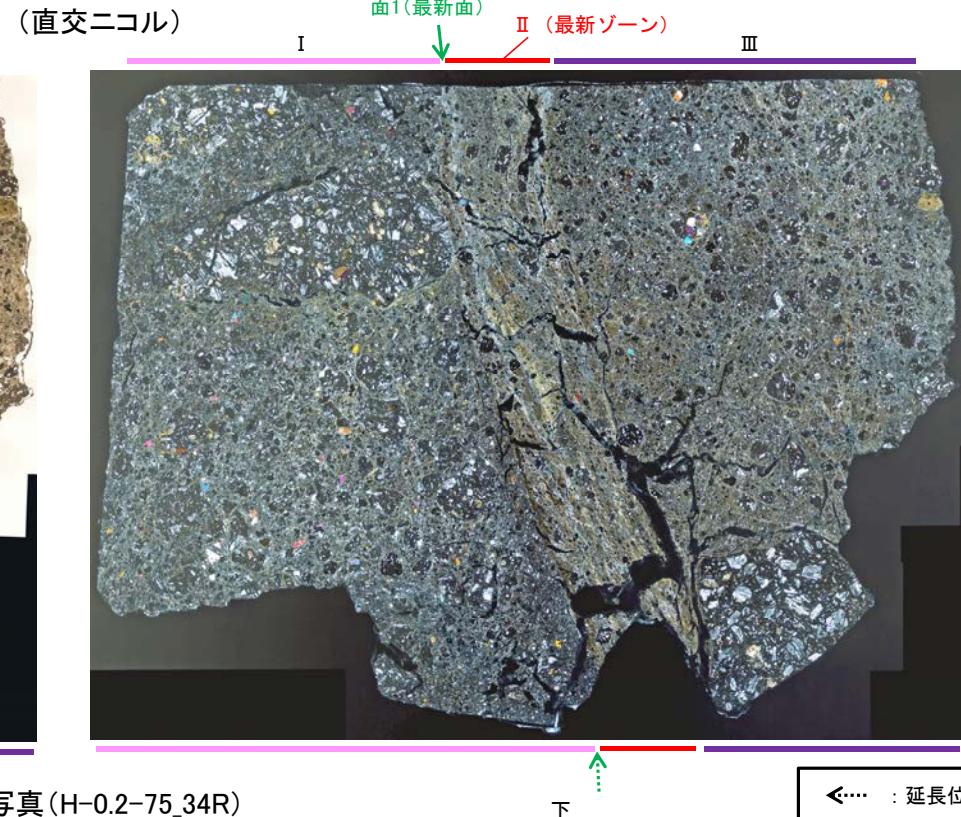 面1(最新面)
(直交ニコル)
Ⅱ (最新ゾーン)
Ⅰ
Ⅲ
写真(H-0.2-75_34R)
下
:延長位